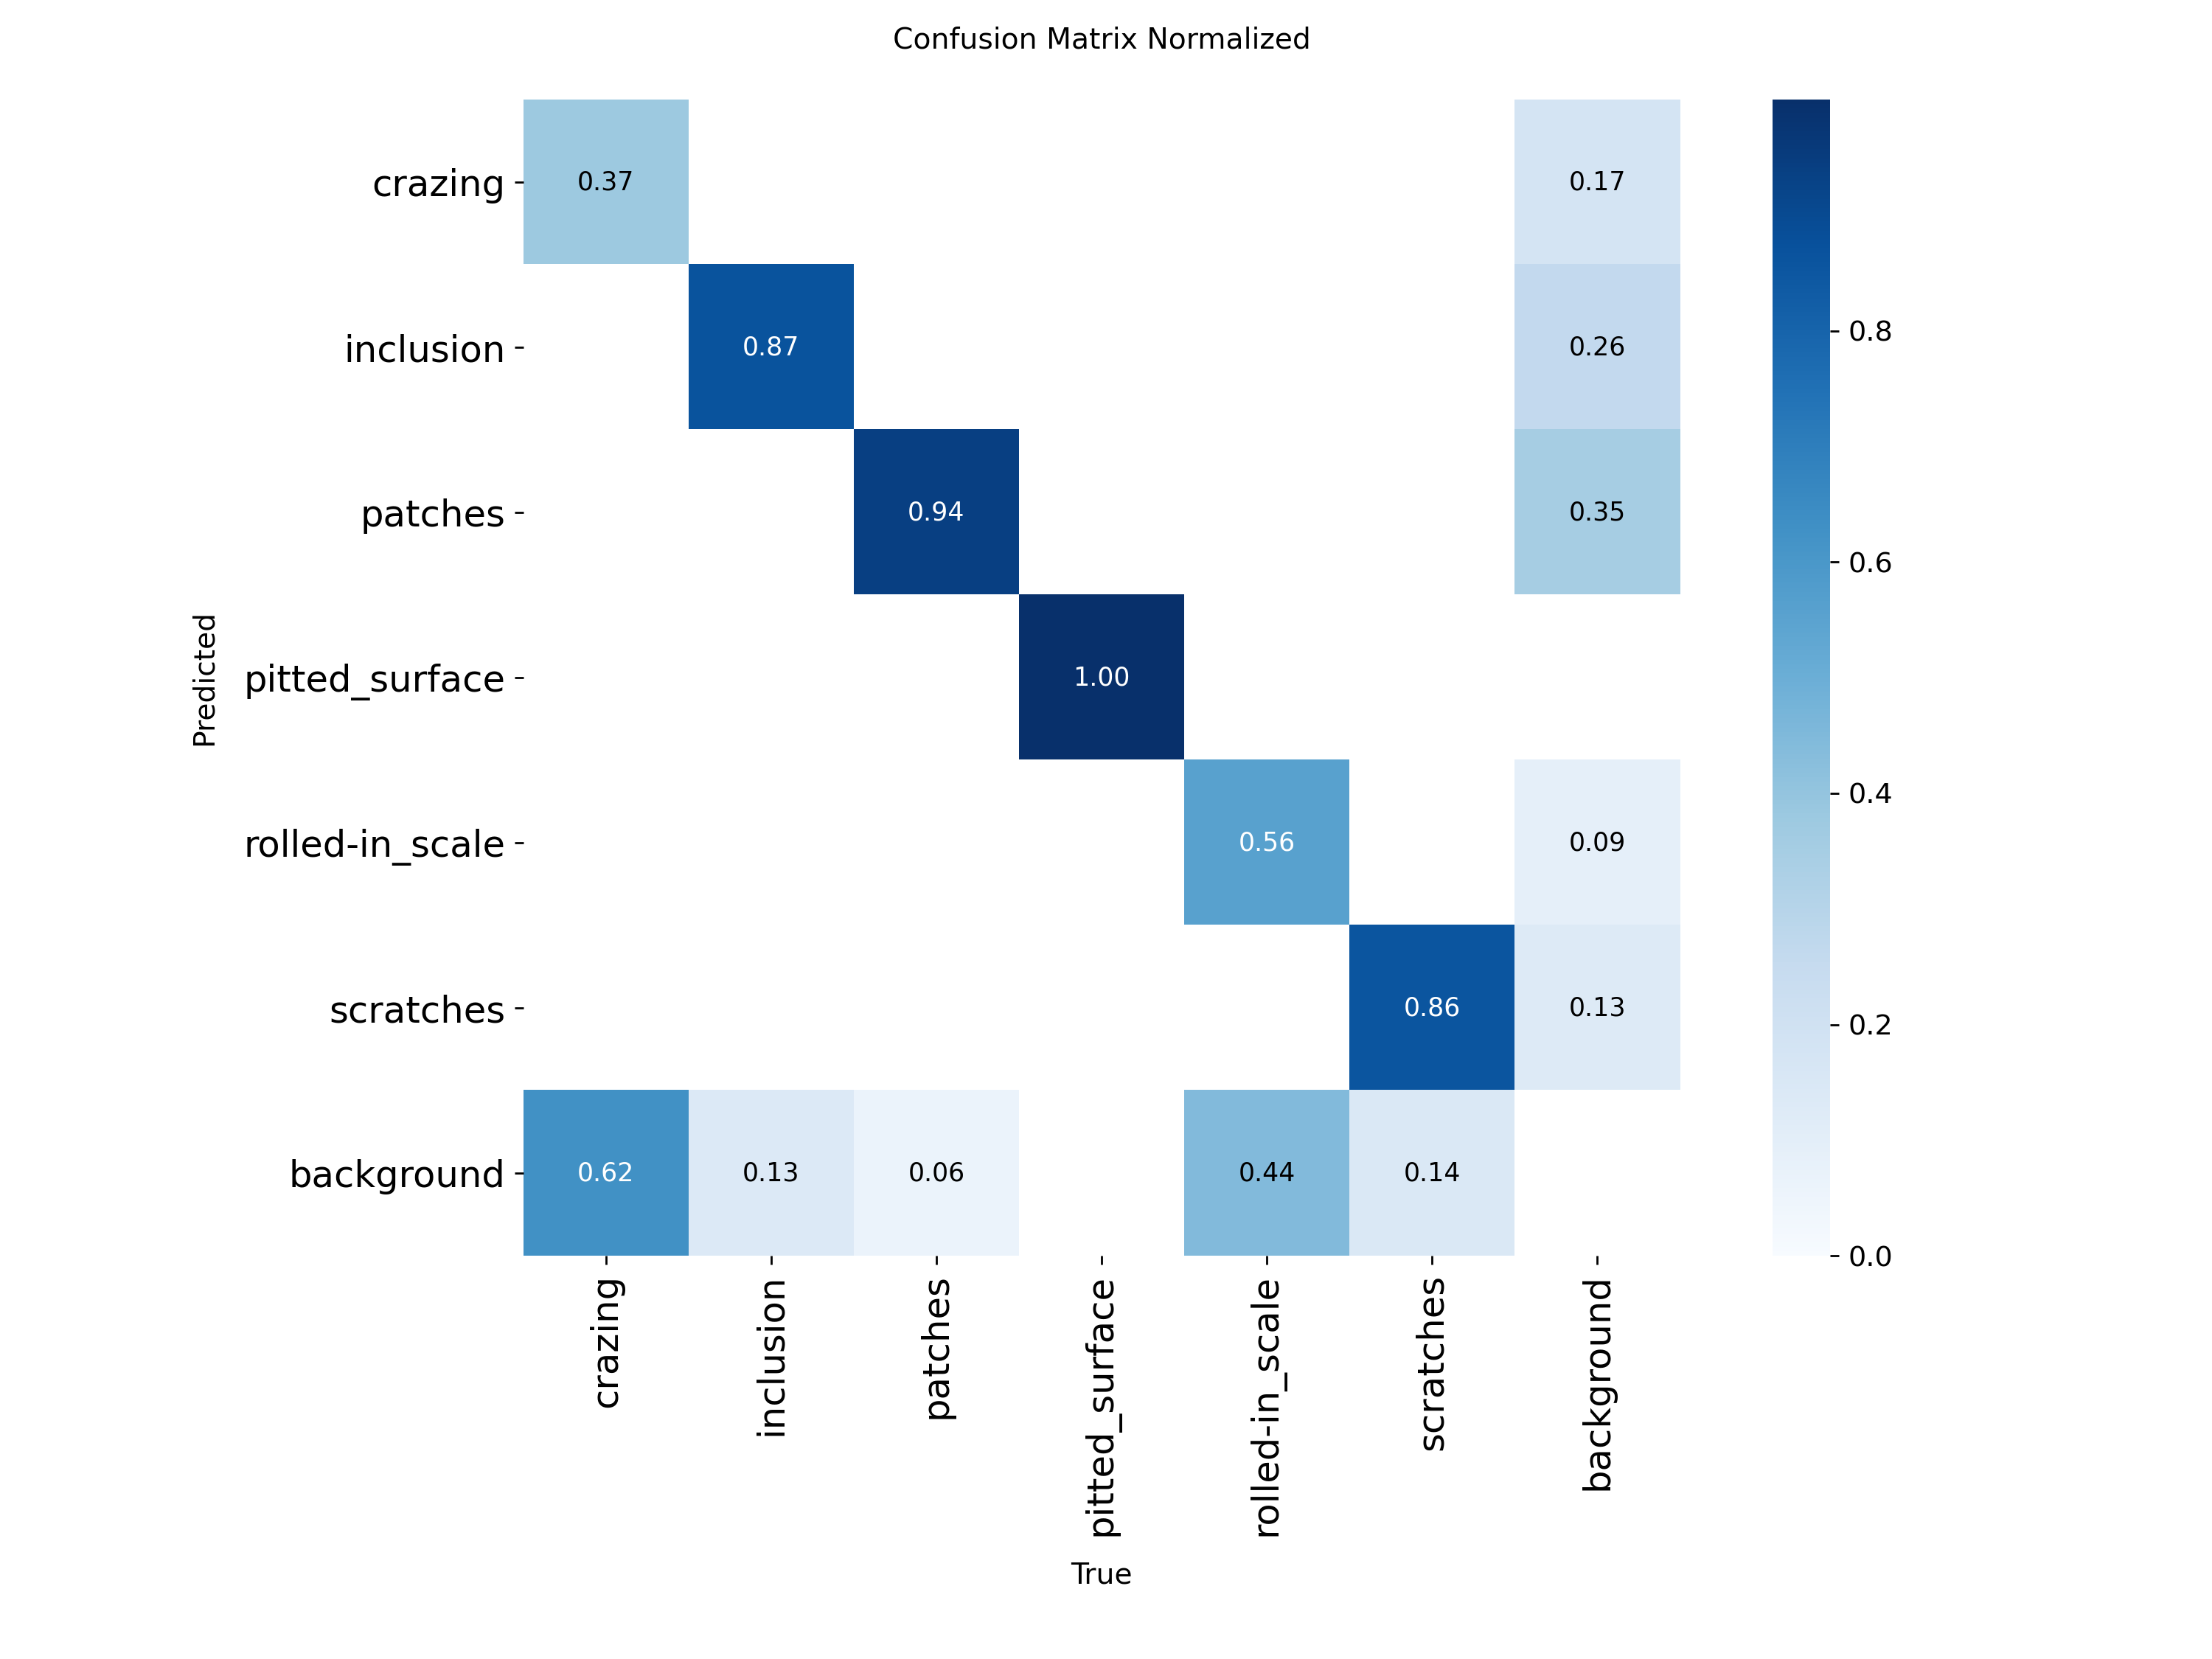 Confusion Matrix Normalized
crazing
0.37
0.17
inclusion
0.87
0.26
patches
0.94
0.35
pitted_surface
1.00
rolled-in_scale
0.56
0.09
scratches
0.86
0.13
background
0.62
0.13
0.06
0.44
0.14
Predicted
crazing
inclusion
patches
pitted_surface
rolled-in_scale
scratches
background
True
0.8
0.6
0.4
0.2
0.0